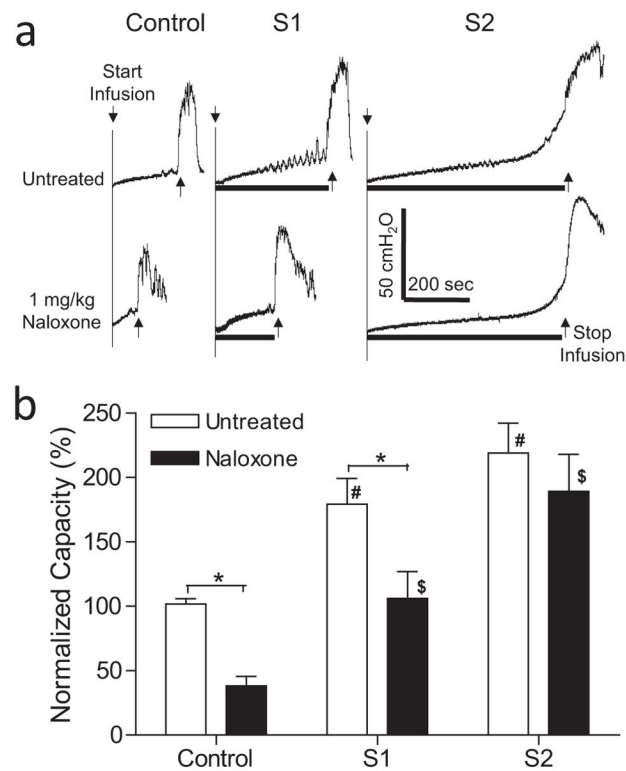 a
Control S1 S2
Start
Infusion
Untreated
50 cmH2O
200 sec
1 mg/kg
Naloxone
Stop
Infusion
b
Normalized Capacity (%)
250
200
150
100
50
0
Untreated
Naloxone
*
*
#
$
#
$
Control S1 S2